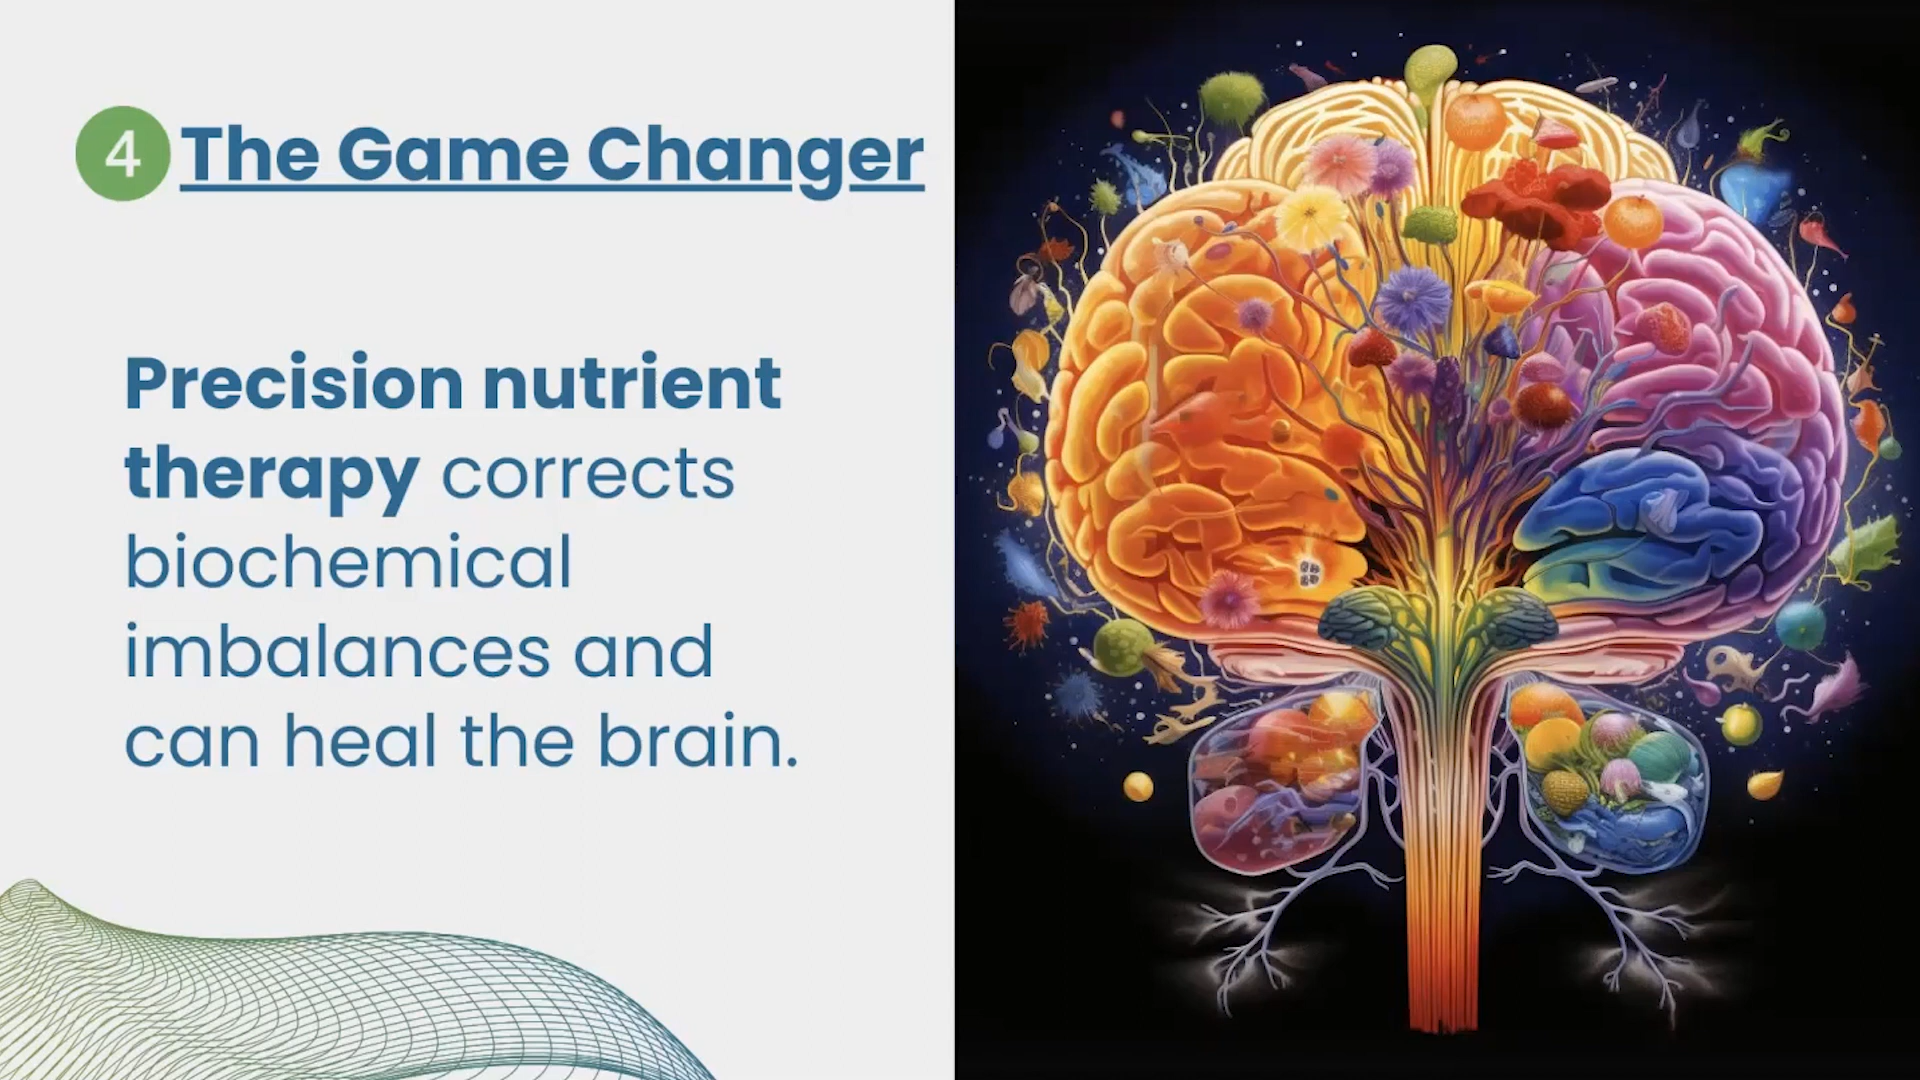 4 The Game Changer
Precision nutrient
therapy corrects
biochemical
imbalances and
can heal the brain.